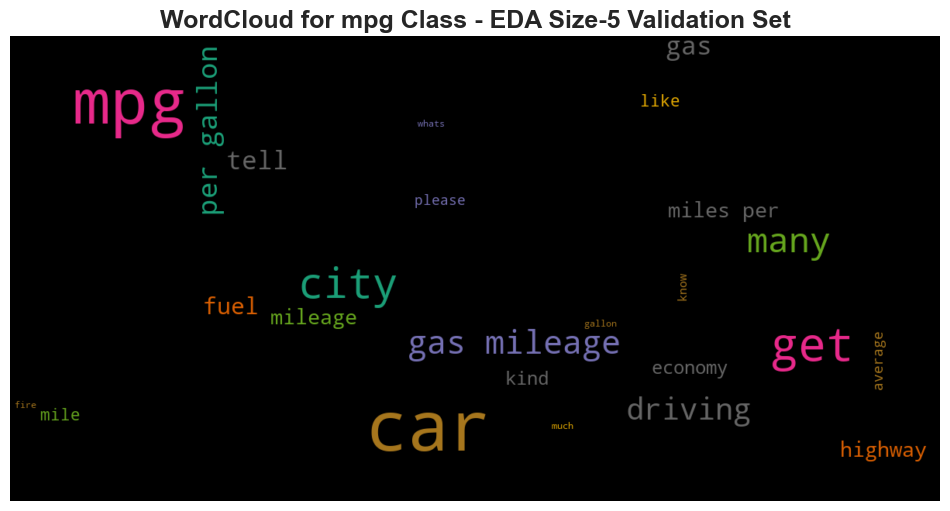 WordCloud for mpg Class - EDA Size-5 Validation Set
gas
mpg
per gallon
like
whats
tell
please
miles per
many
city
know
fuel
mileage
gallon
gas mileage
get
average
kind
economy
fire
mile
car
driving
much
highway